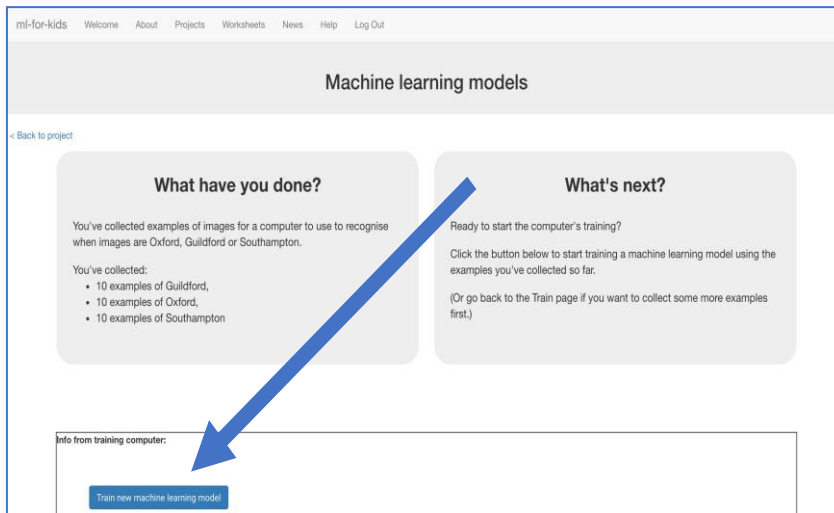 ml-for-kids Welcome About Projects Worksheets News Help Log Out
Machine learning models
< Back to project
What have you done?
You've collected examples of images for a computer to use to recognise
when images are Oxford, Guildford or Southampton.
You've collected:
• 10 examples of Guildford,
• 10 examples of Oxford,
• 10 examples of Southampton
What's next?
Ready to start the computer's training?
Click the button below to start training a machine learning model using the
examples you've collected so far.
(Or go back to the Train page if you want to collect some more examples
first.)
Info from training computer:
Train new machine learning model